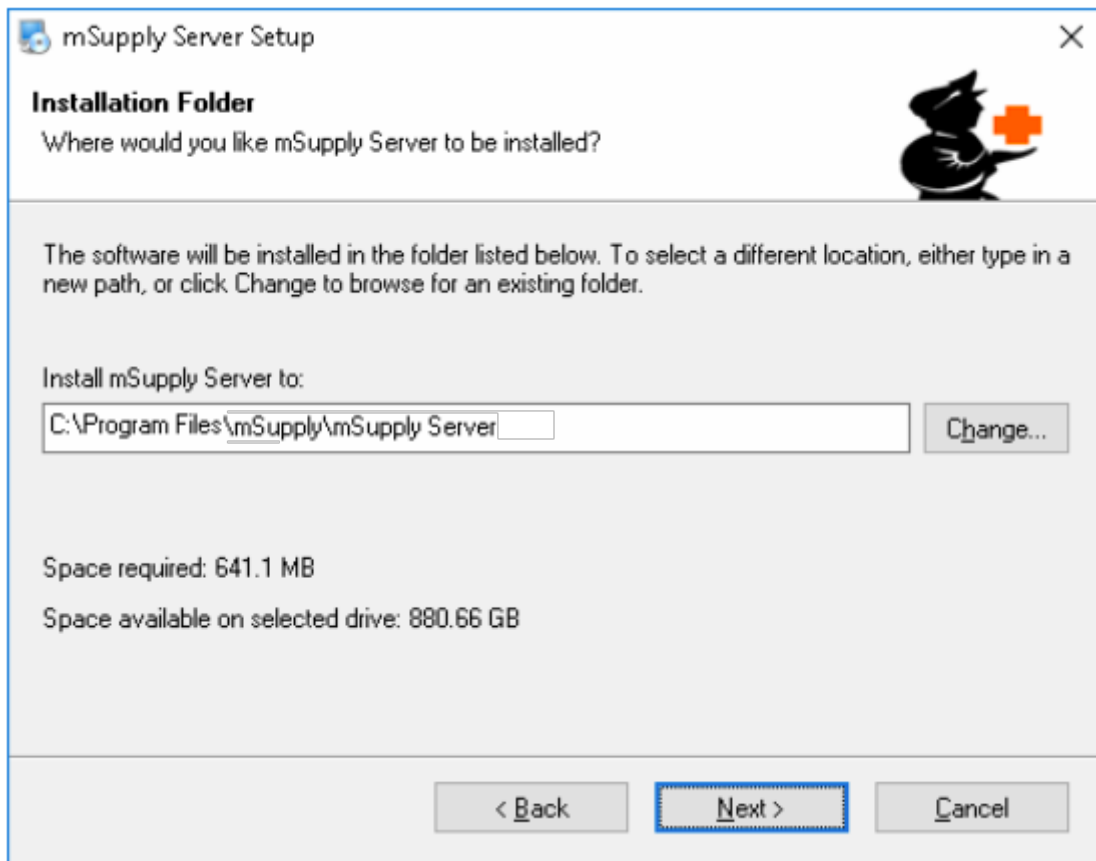 mSupply Server Setup
Installation Folder
Where would you like mSupply Server to be installed?
The software will be installed in the folder listed below. To select a different location, either type in a
new path, or click Change to browse for an existing folder.
Install mSupply Server to:
C:\Program Files\mSupply\mSupply Server
Change...
Space required: 641.1 MB
Space available on selected drive: 880.66 GB
< Back
Next >
Cancel